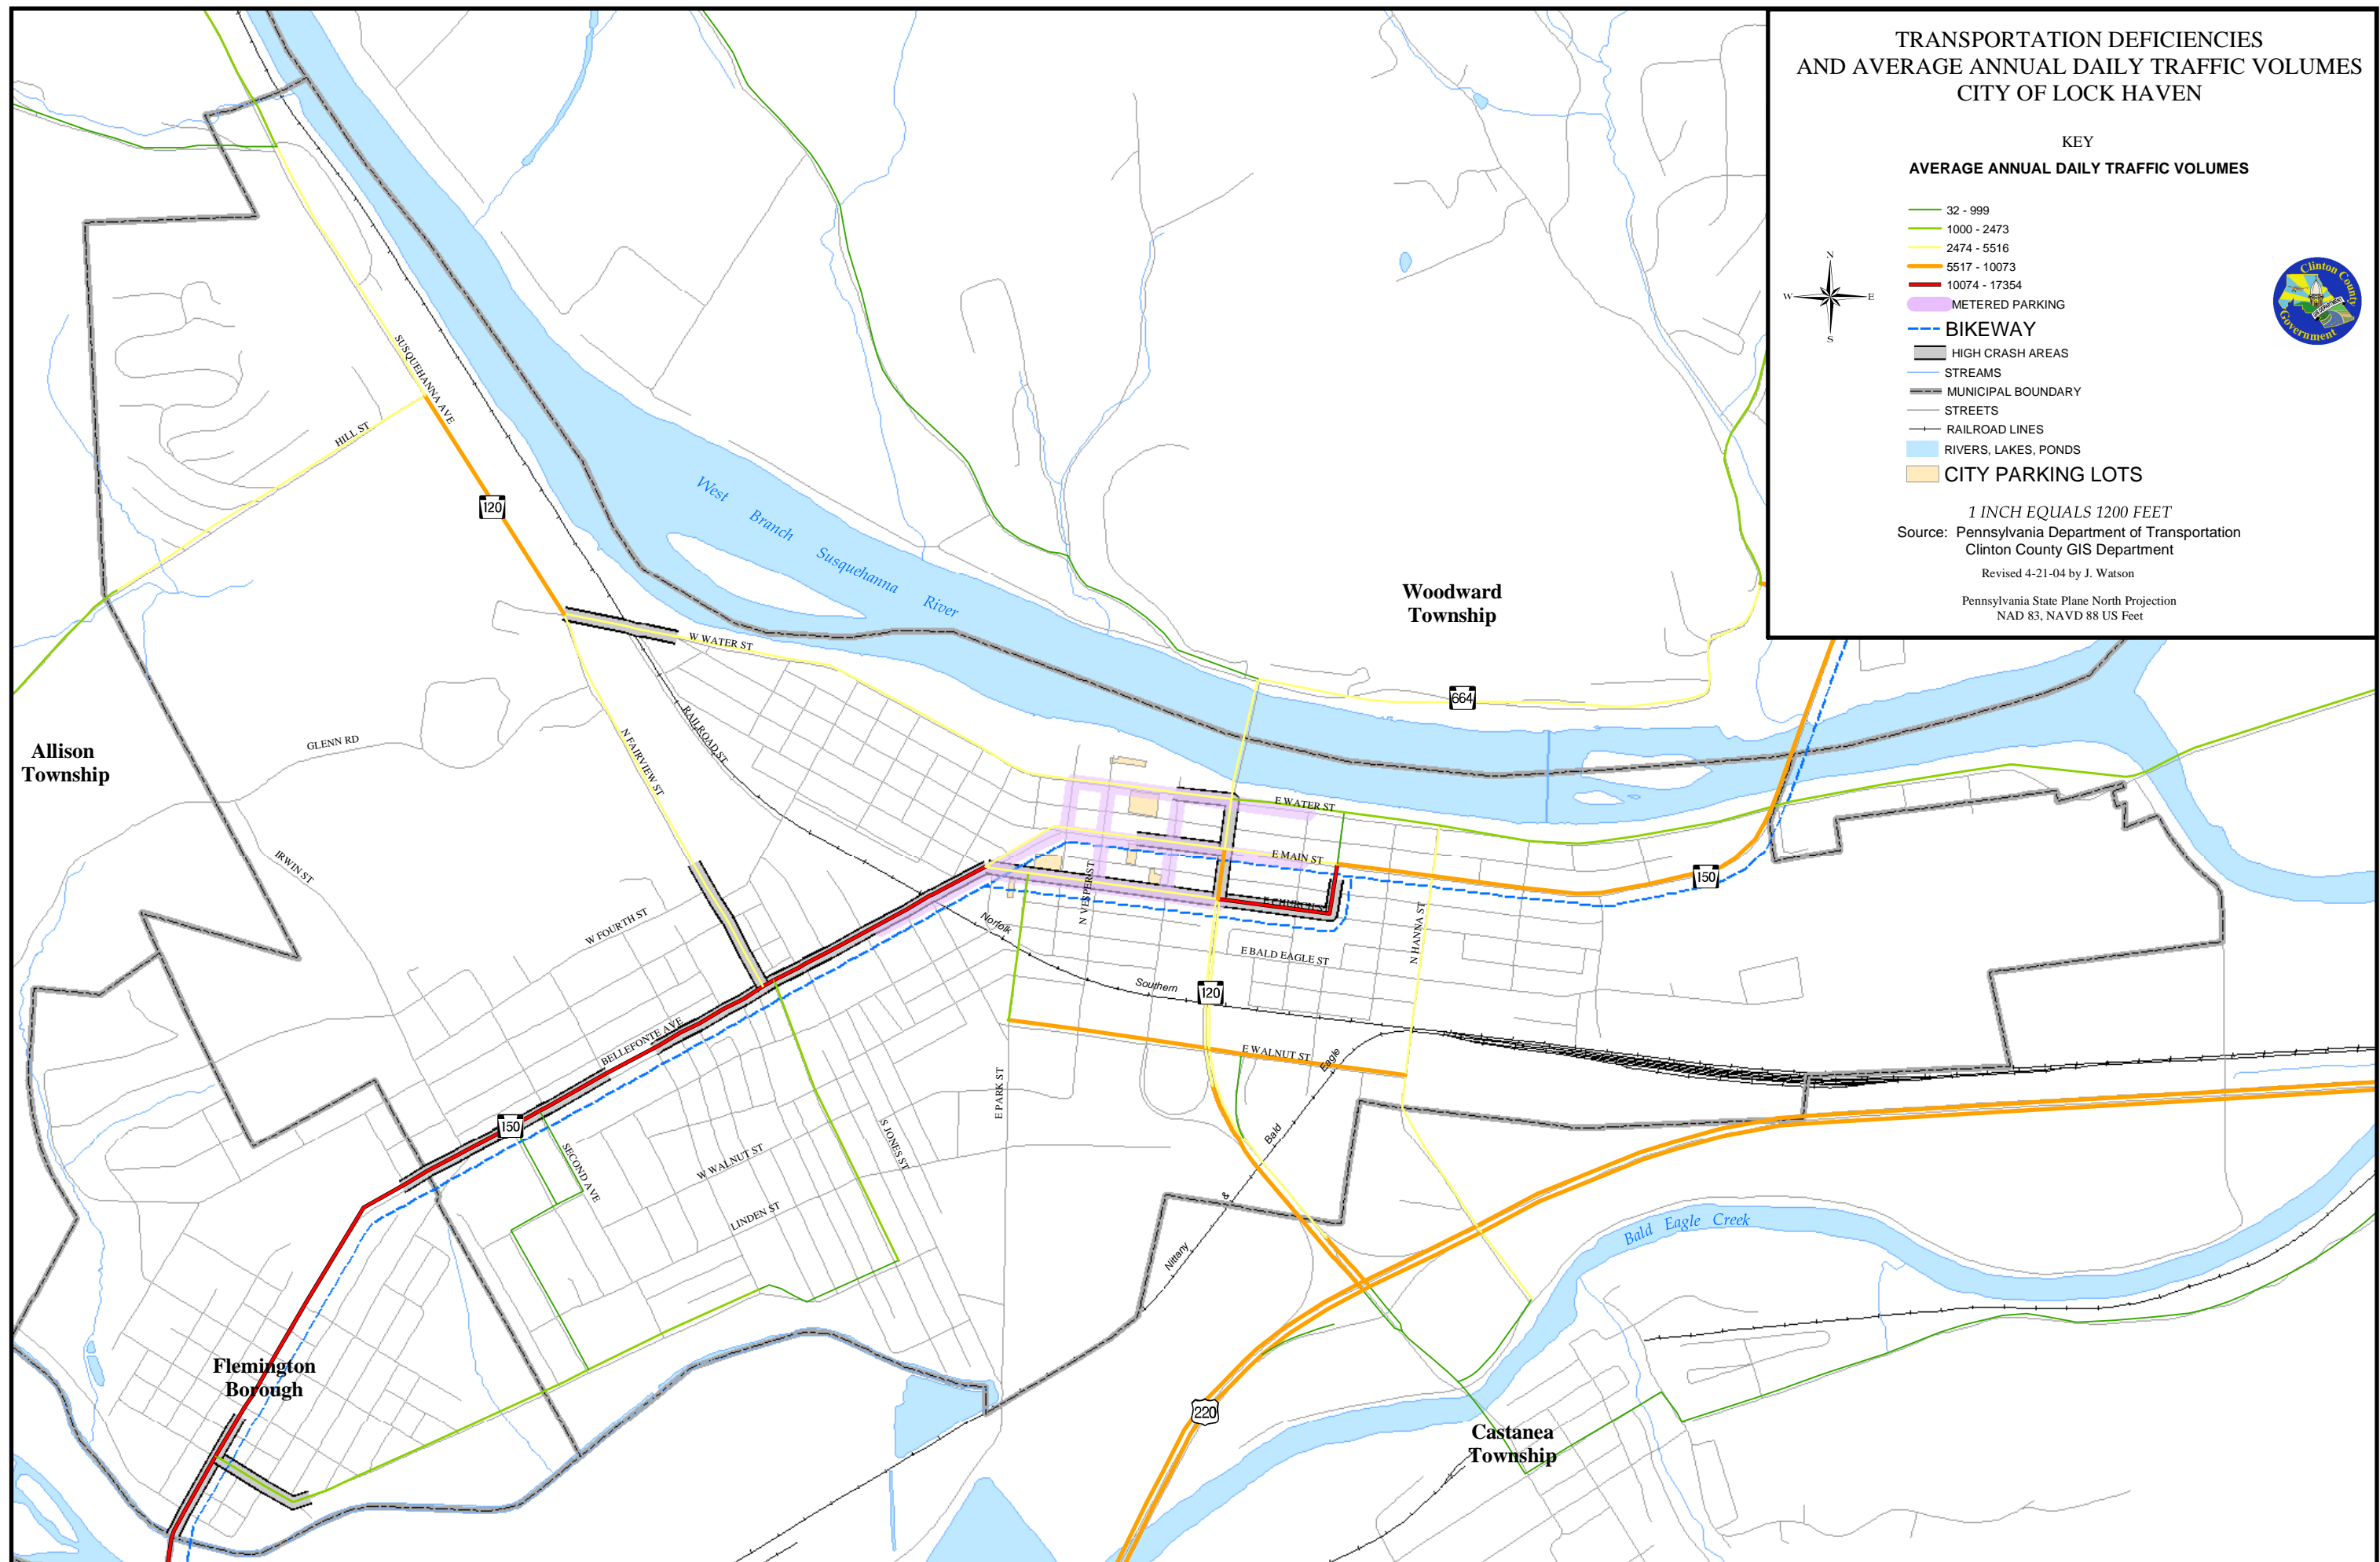 TRANSPORTATION DEFICIENCIES
AND AVERAGE ANNUAL DAILY TRAFFIC VOLUMES
CITY OF LOCK HAVEN
KEY
AVERAGE ANNUAL DAILY TRAFFIC VOLUMES
32 - 999
1000 - 2473
2474 - 5516
5517 - 10073
10074 - 17354
METERED PARKING
BIKEWAY
HIGH CRASH AREAS
STREAMS
MUNICIPAL BOUNDARY
STREETS
RAILROAD LINES
RIVERS, LAKES, PONDS
CITY PARKING LOTS
N
W
E
S
Clinton County
Government
1 INCH EQUALS 1200 FEET
Source: Pennsylvania Department of Transportation
Clinton County GIS Department
Revised 4-21-04 by J. Watson
Pennsylvania State Plane North Projection
NAD 83, NAVD 88 US Feet
SUSQUEHANNA AVE
HILL ST
120
West Branch Susquehanna River
Woodward
Township
W WATER ST
664
RAILROAD ST
N FAIRVIEW ST
GLENN RD
Allison
Township
E WATER ST
E MAIN ST
150
IRWIN ST
N VESPER ST
E CHURCH ST
N HANNA ST
W FOURTH ST
Norfolk
E BALD EAGLE ST
Southern
120
BELLEFONTE AVE
E WALNUT ST
Eagle
E PARK ST
150
Bald
S JONES ST
SECOND AVE
W WALNUT ST
&
LINDEN ST
Nittany
Bald Eagle Creek
Flemington
Borough
220
Castanea
Township